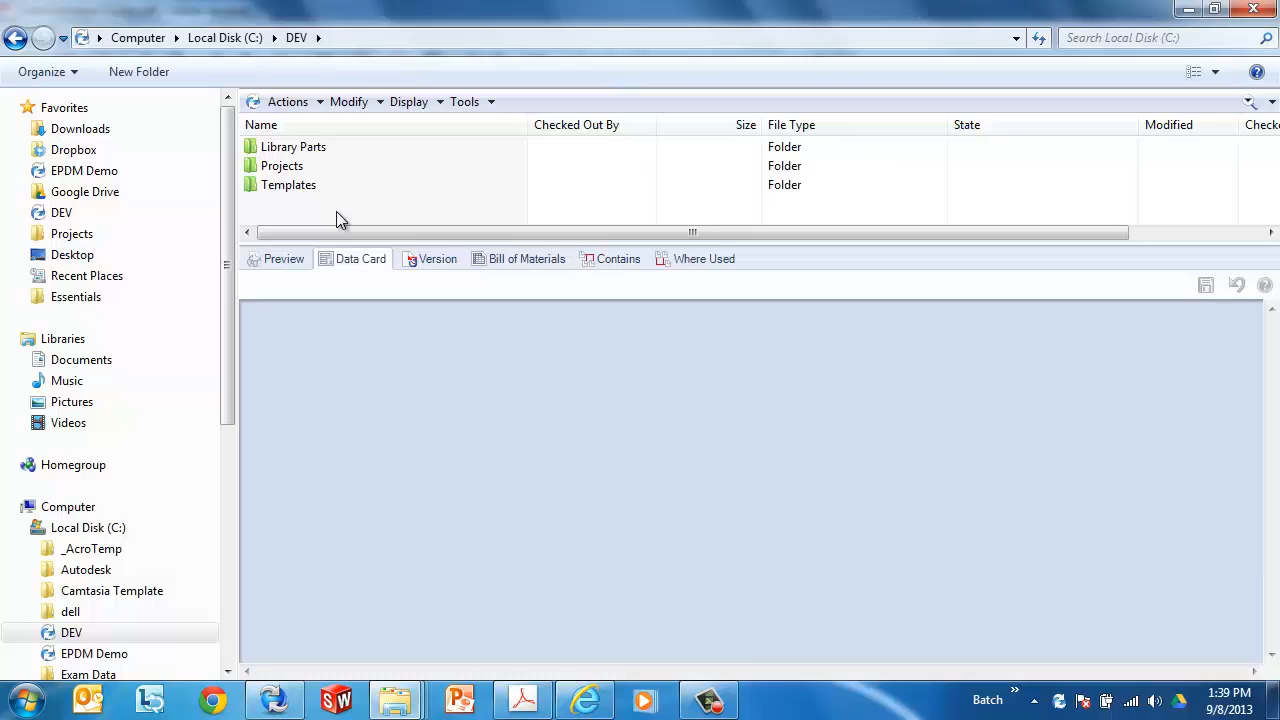 Computer Local Disk (C:) DEV Search Local Disk (C:)
Organize New Folder
Favorites
Downloads
Dropbox
EPDM Demo
Google Drive
DEV
Projects
Desktop
Recent Places
Essentials
Libraries
Documents
Music
Pictures
Videos
Homegroup
Computer
Local Disk (C:)
_AcroTemp
Autodesk
Camtasia Template
dell
DEV
EPDM Demo
Exam Data
Actions Modify Display Tools
Name Checked Out By Size File Type State Modified Checke
Library Parts Folder
Projects Folder
Templates Folder
Preview Data Card Version Bill of Materials Contains Where Used
Batch 1:39 PM
9/8/2013